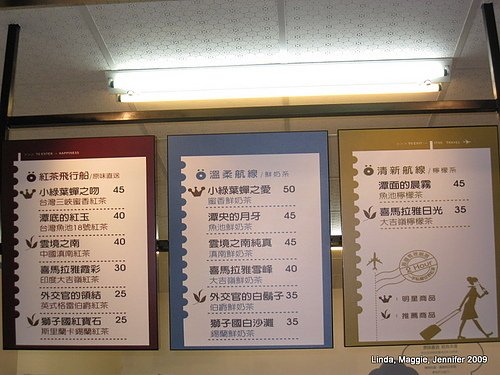 紅茶飛行船/原味直送
小綠葉蟬之吻 45
台灣三峽蜜香紅茶
潭底的紅玉 40
台灣魚池18號紅茶
雲境之南 40
中國滇南紅茶
喜馬拉雅霞彩 30
印度大吉嶺紅茶
外交官的領結 25
英式格雷伯爵紅茶
獅子國紅寶石 25
斯里蘭卡錫蘭紅茶
溫柔航線/鮮奶茶
小綠葉蟬之愛 50
蜜香鮮奶茶
潭央的月牙 45
魚池鮮奶茶
雲境之南純真 45
滇南鮮奶茶
喜馬拉雅雪峰 40
大吉嶺鮮奶茶
外交官的白鬍子 35
伯爵鮮奶茶
獅子國白沙灘 35
錫蘭鮮奶茶
清新航線/檸檬茶
潭面的晨霧 45
魚池檸檬茶
喜馬拉雅日光 35
大吉嶺檸檬茶
2 Hour
明星商品
推薦商品
Linda, Maggie, Jennifer 2009